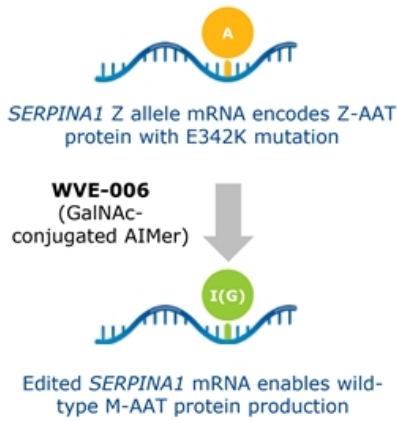 A
SERPINA1 Z allele mRNA encodes Z-AAT
protein with E342K mutation
WVE-006
(GalNAc-
conjugated AIMer)
I(G)
Edited SERPINA1 mRNA enables wild-
type M-AAT protein production